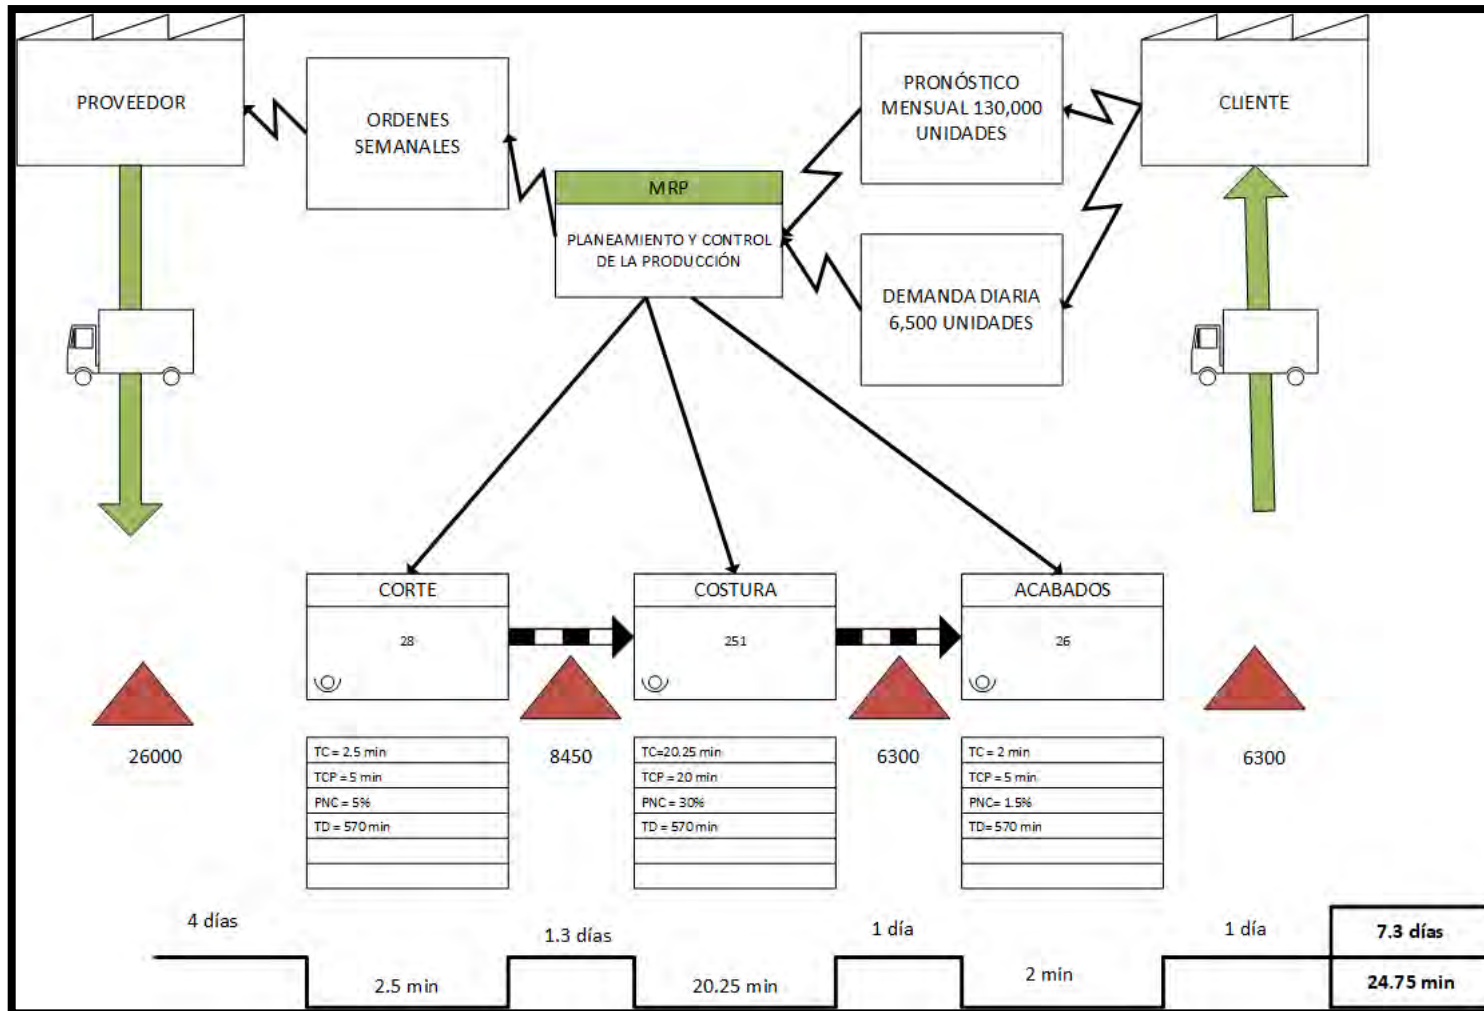 PROVEEDOR
ORDENES
SEMANALES
PRONÓSTICO
MENSUAL 130,000
UNIDADES
CLIENTE
MRP
PLANEAMIENTO Y CONTROL
DE LA PRODUCCIÓN
DEMANDA DIARIA
6,500 UNIDADES
CORTE
28
COSTURA
251
ACABADOS
26
26000
8450
6300
6300
TC = 2.5 min
TCP = 5 min
PNC = 5%
TD = 570 min
TC=20.25 min
TCP = 20 min
PNC = 30%
TD = 570 min
TC = 2 min
TCP = 5 min
PNC= 1.5%
TD= 570 min
4 días
1.3 días
1 día
1 día
7.3 días
2.5 min
20.25 min
2 min
24.75 min